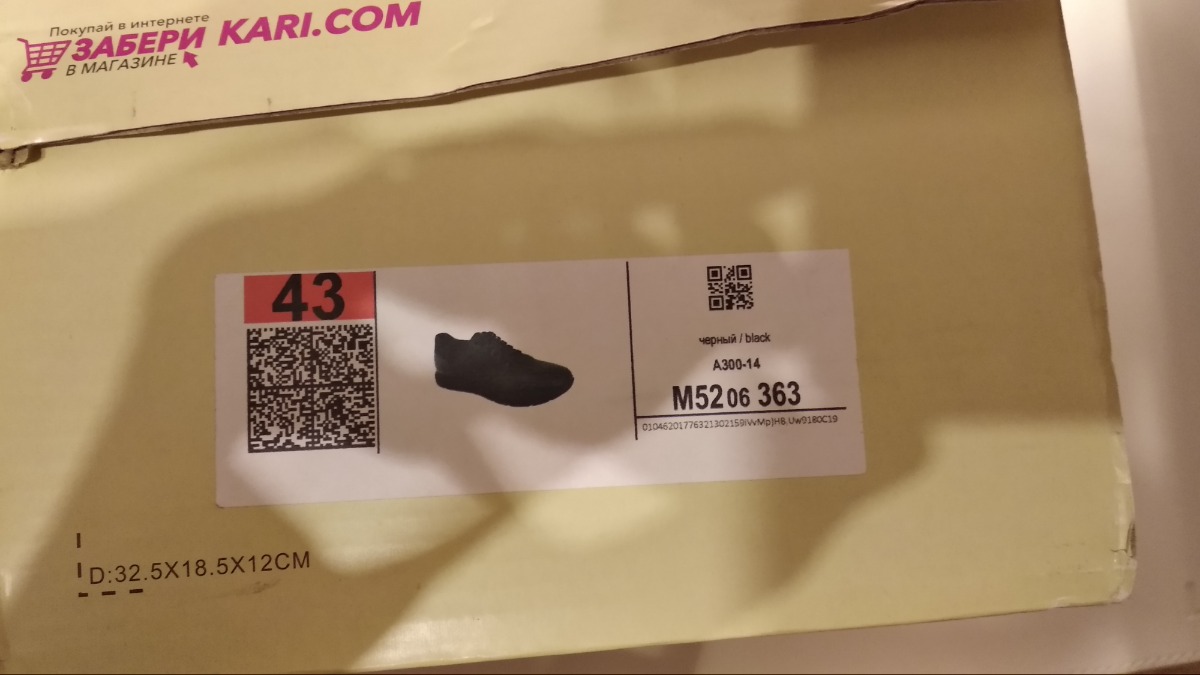 Покупай в интернете
ЗАБЕРИ KARI.COM
В МАГАЗИНЕ
43
черный / black
A300-14
M52 06 363
D:32.5X18.5X12CM